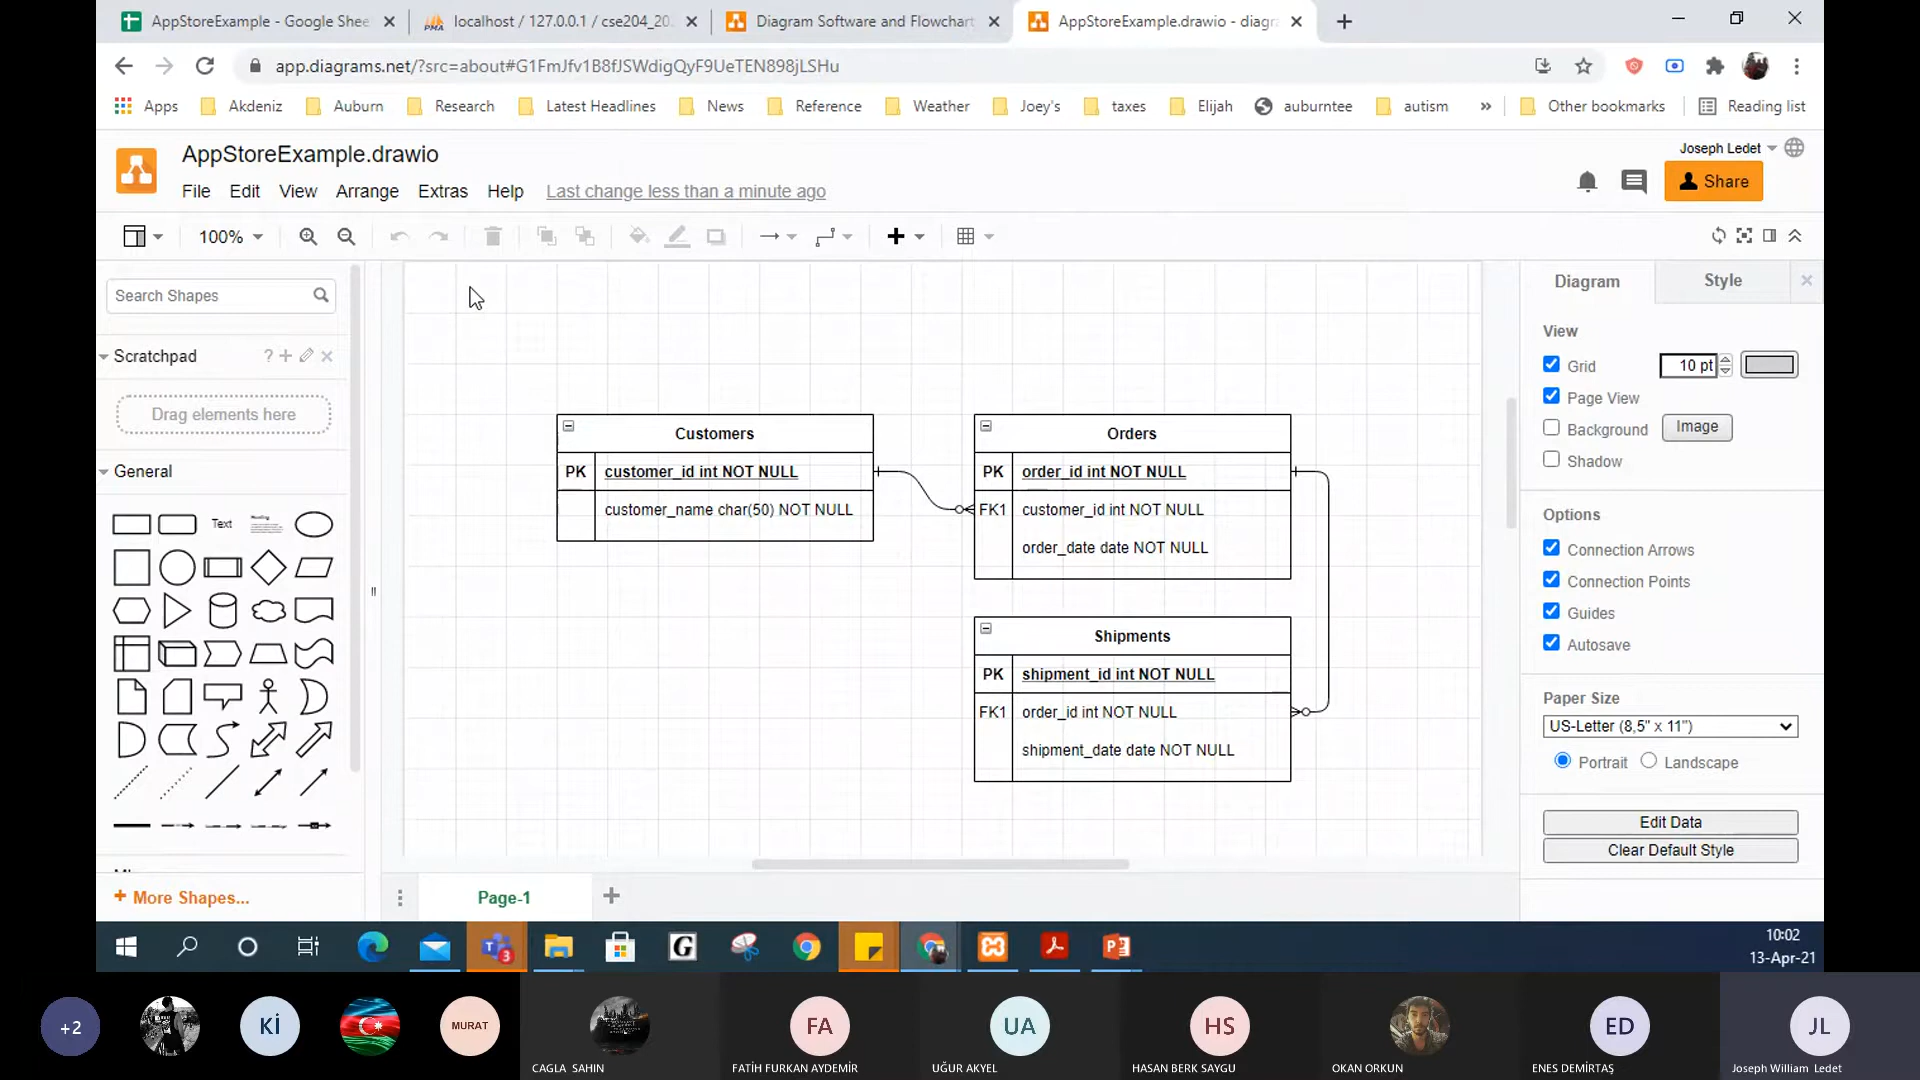 AppStoreExample - Google Shee
localhost / 127.0.0.1 / cse204_20
Diagram Software and Flowchart
AppStoreExample.drawio - diagr
app.diagrams.net/?src=about#G1FmJfv1B8fJSWdigQyF9UeTEN898jLSHu
Apps
Akdeniz
Auburn
Research
Latest Headlines
News
Reference
Weather
Joey's
taxes
Elijah
auburntee
autism
»
Other bookmarks
Reading list
AppStoreExample.drawio
Joseph Ledet
File Edit View Arrange Extras Help
Last change less than a minute ago
Share
100%
Search Shapes
Scratchpad
?
Drag elements here
General
Text
Heading
More Shapes...
Customers
PK customer_id int NOT NULL
customer_name char(50) NOT NULL
Orders
PK order_id int NOT NULL
FK1 customer_id int NOT NULL
order_date date NOT NULL
Shipments
PK shipment_id int NOT NULL
FK1 order_id int NOT NULL
shipment_date date NOT NULL
Page-1
Diagram
Style
View
Grid
10 pt
Page View
Background
Image
Shadow
Options
Connection Arrows
Connection Points
Guides
Autosave
Paper Size
US-Letter (8,5" x 11")
Portrait
Landscape
Edit Data
Clear Default Style
3
G
10:02
13-Apr-21
+2
Kİ
MURAT
CAGLA SAHIN
FA
FATİH FURKAN AYDEMİR
UA
UĞUR AKYEL
HS
HASAN BERK SAYGU
OKAN ORKUN
ED
ENES DEMİRTAŞ
JL
Joseph William Ledet